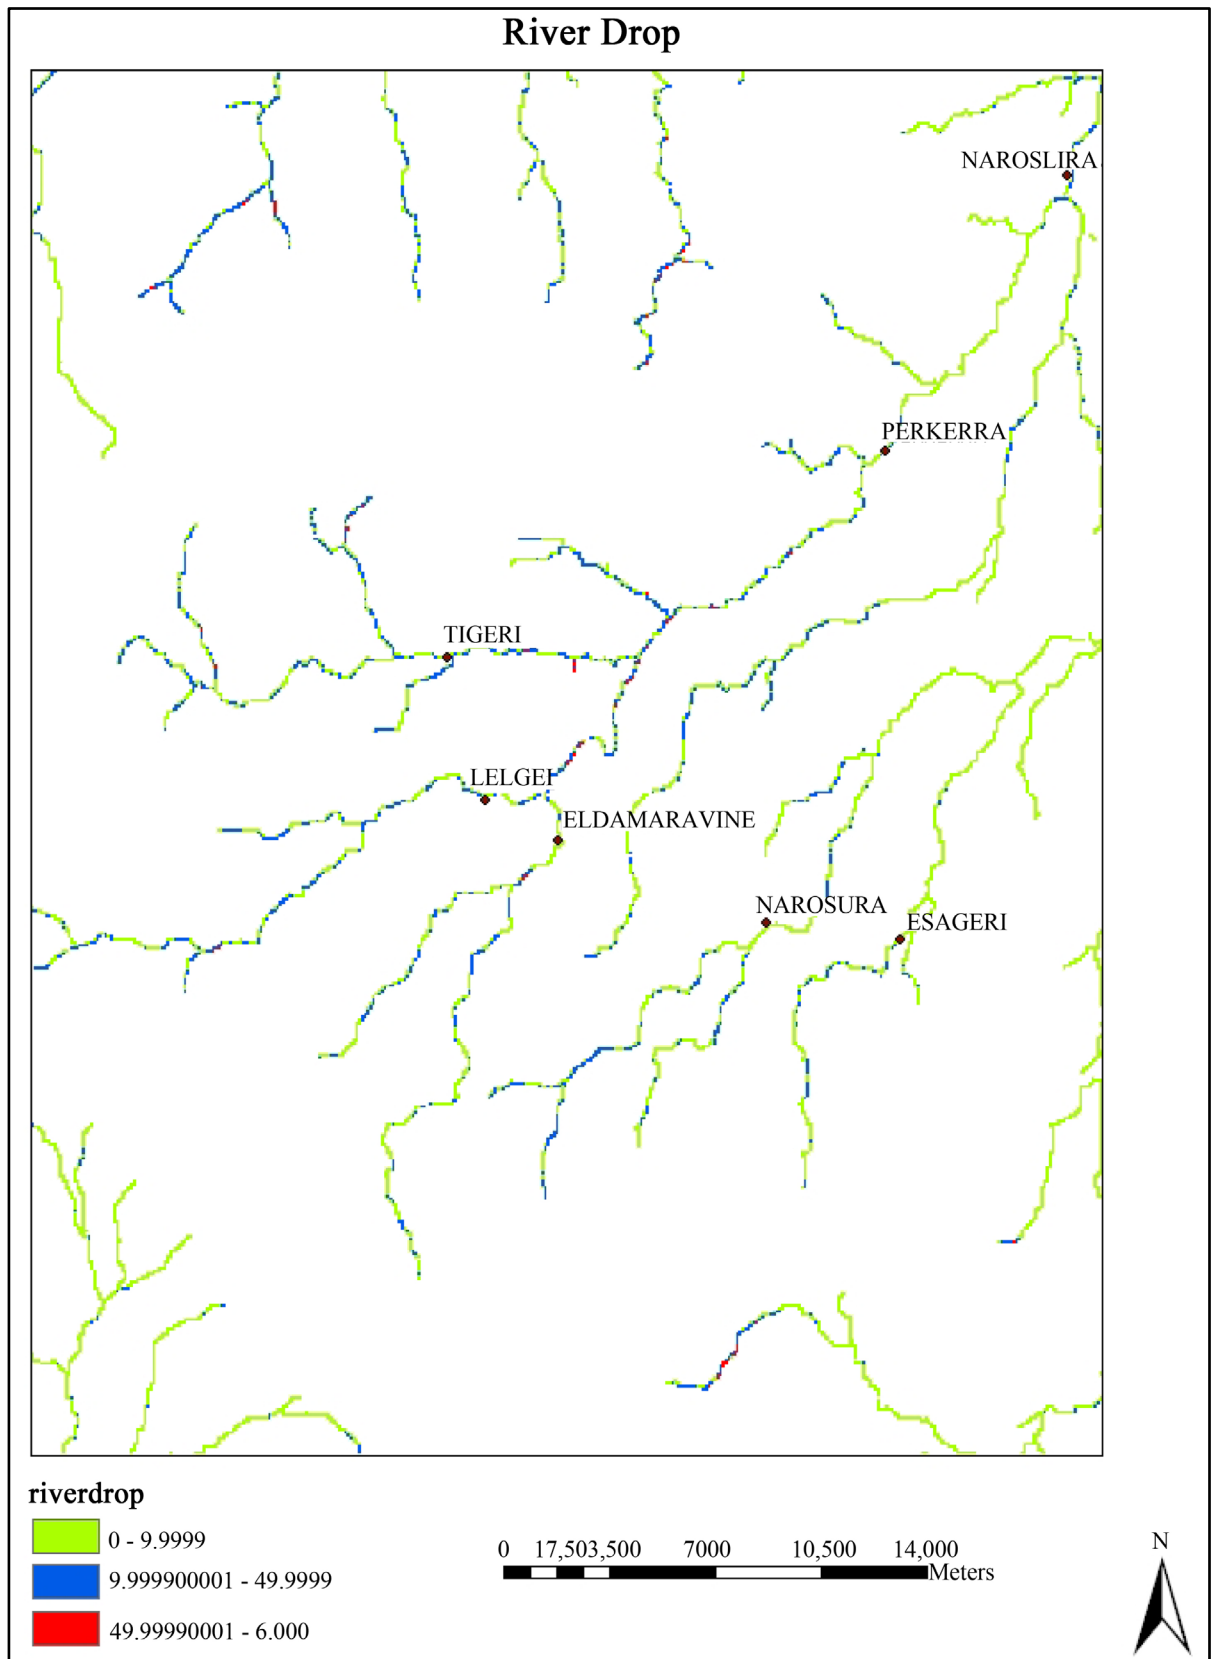 River Drop
NAROSLIRA
PERKERRA
TIGERI
LELGEI
ELDAMARAVINE
NAROSURA
ESAGERI
riverdrop
0 - 9.9999
9.999900001 - 49.9999
49.99990001 - 6.000
0 17,503,500 7000 10,500 14,000
Meters
N